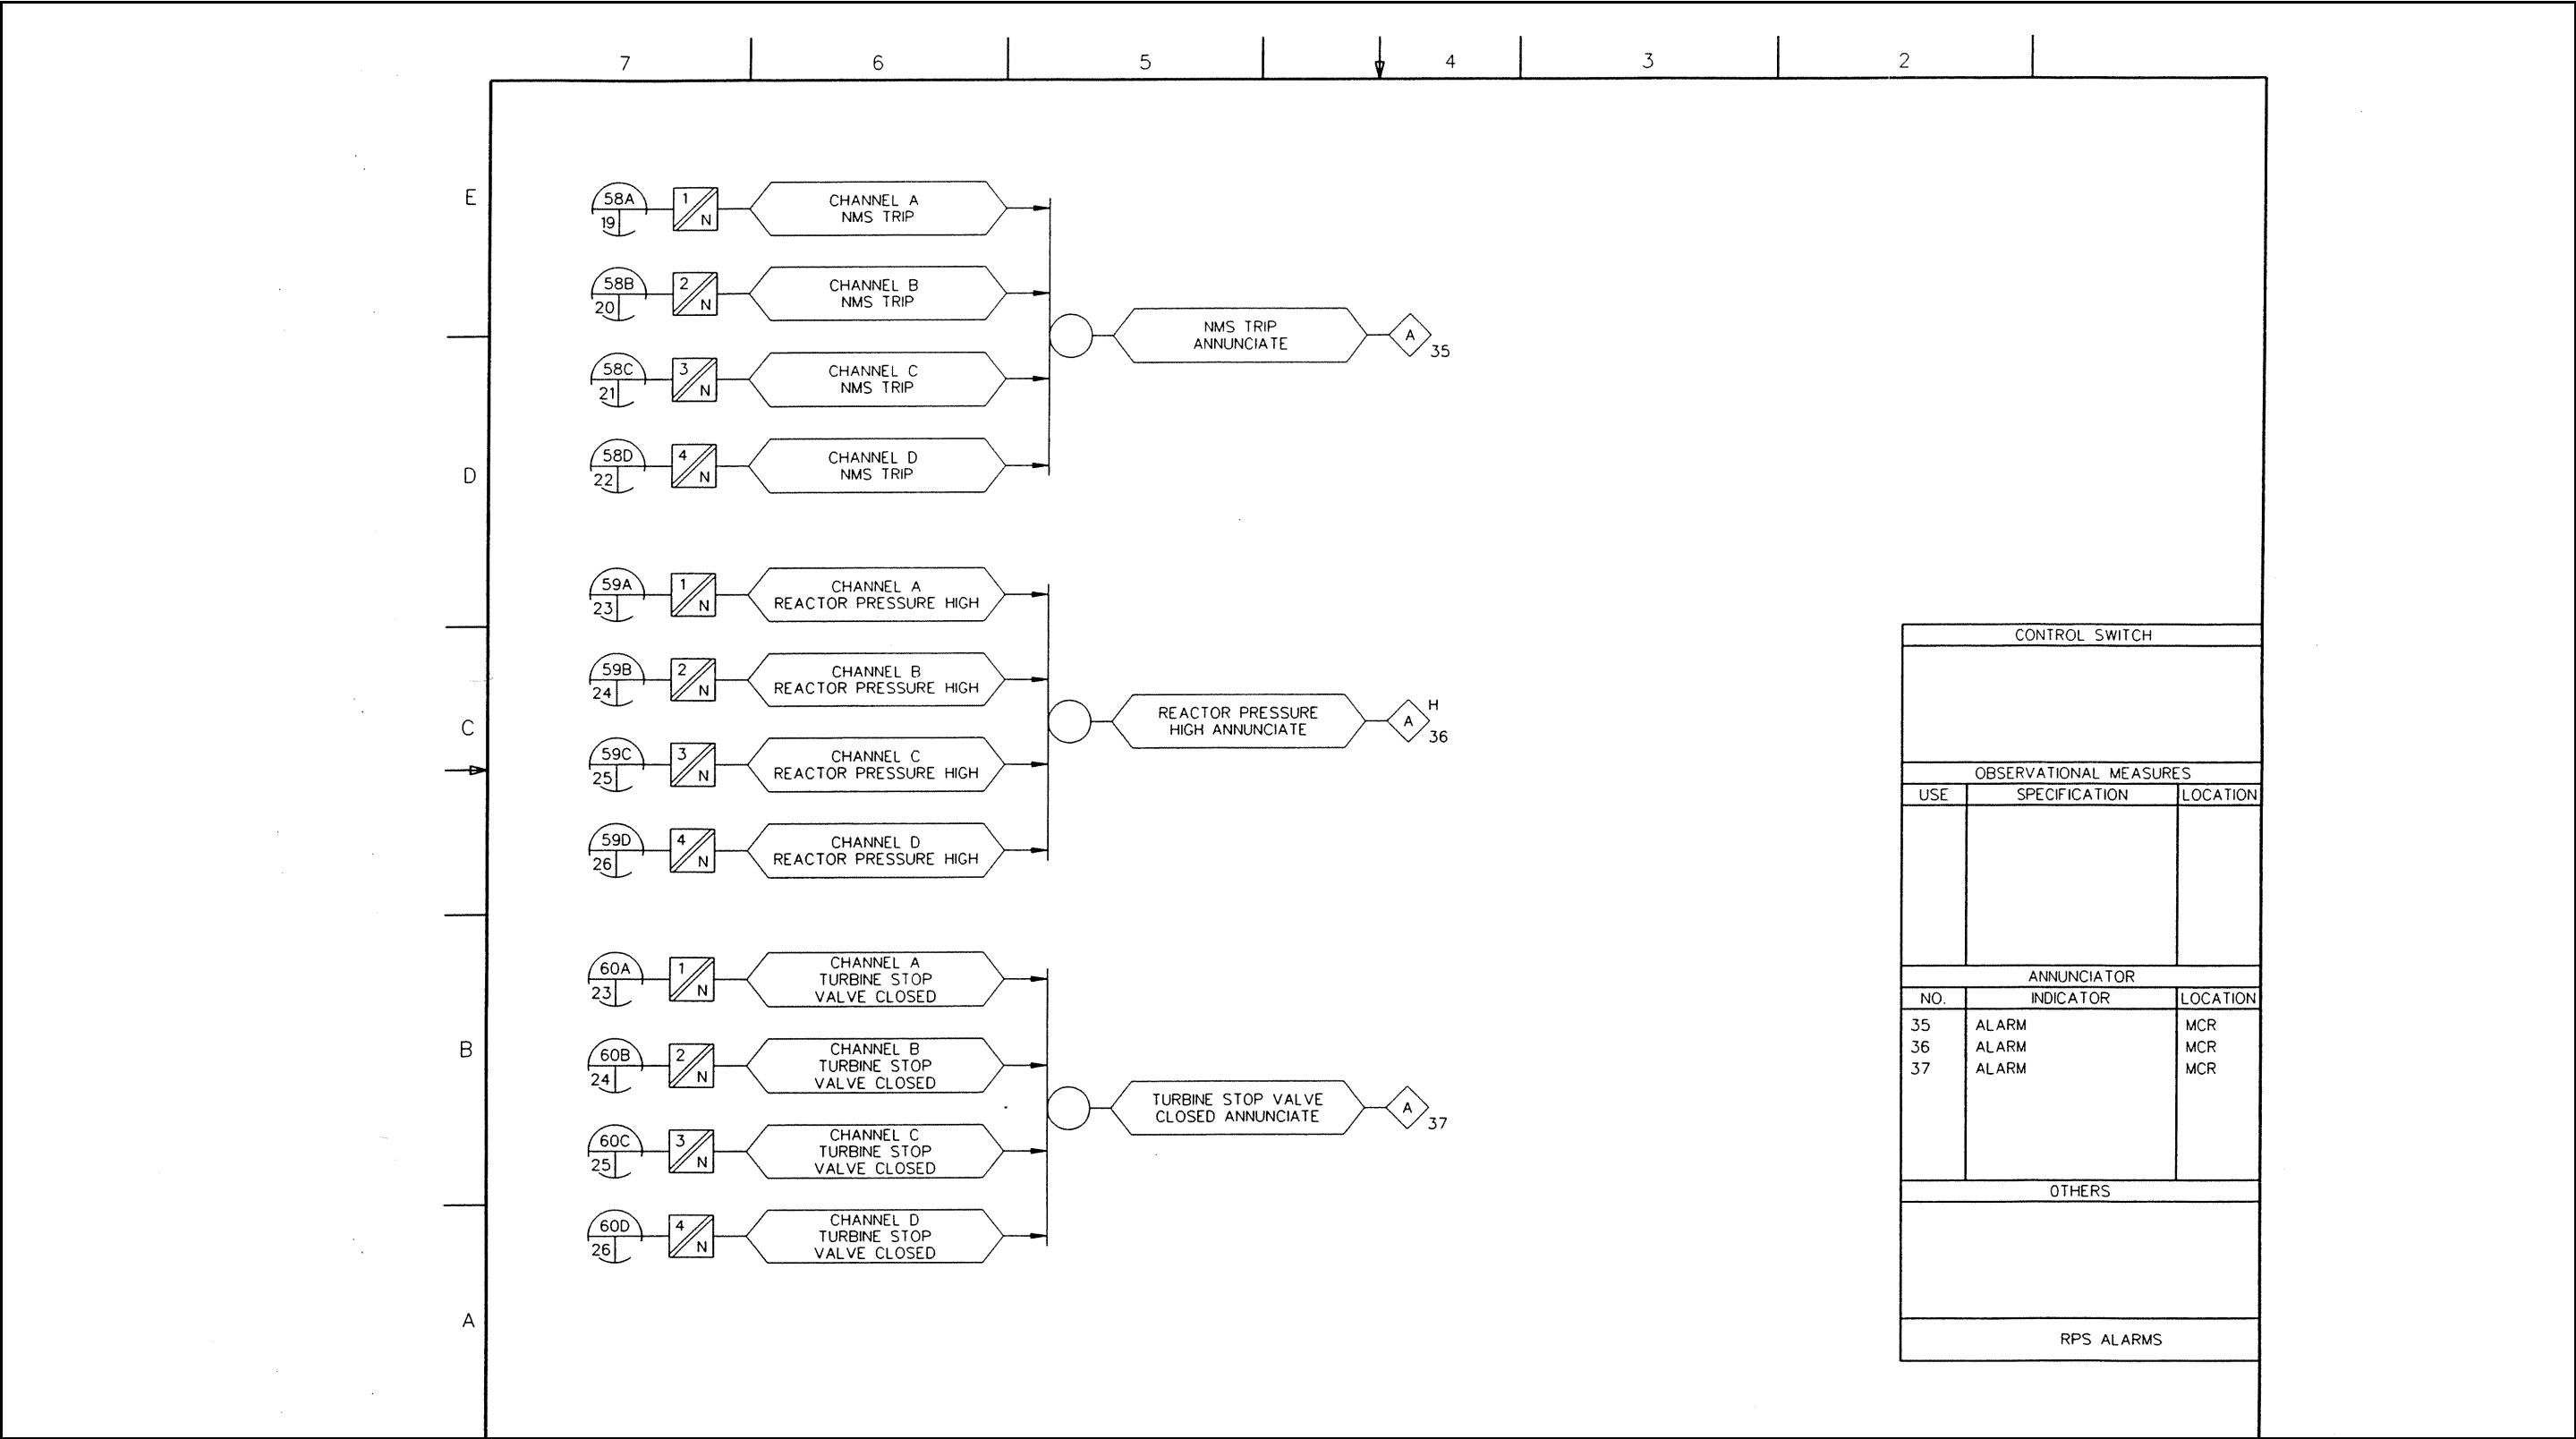 7 6 5 4 3 2
E
D
C
B
A
58A
19
1
N
CHANNEL A
NMS TRIP
58B
20
2
N
CHANNEL B
NMS TRIP
58C
21
3
N
CHANNEL C
NMS TRIP
58D
22
4
N
CHANNEL D
NMS TRIP
NMS TRIP
ANNUNCIATE
A
35
59A
23
1
N
CHANNEL A
REACTOR PRESSURE HIGH
59B
24
2
N
CHANNEL B
REACTOR PRESSURE HIGH
59C
25
3
N
CHANNEL C
REACTOR PRESSURE HIGH
59D
26
4
N
CHANNEL D
REACTOR PRESSURE HIGH
REACTOR PRESSURE
HIGH ANNUNCIATE
A
H
36
60A
23
1
N
CHANNEL A
TURBINE STOP
VALVE CLOSED
60B
24
2
N
CHANNEL B
TURBINE STOP
VALVE CLOSED
60C
25
3
N
CHANNEL C
TURBINE STOP
VALVE CLOSED
60D
26
4
N
CHANNEL D
TURBINE STOP
VALVE CLOSED
TURBINE STOP VALVE
CLOSED ANNUNCIATE
A
37
CONTROL SWITCH
OBSERVATIONAL MEASURES
USE SPECIFICATION LOCATION
ANNUNCIATOR
NO. INDICATOR LOCATION
35 ALARM MCR
36 ALARM MCR
37 ALARM MCR
OTHERS
RPS ALARMS